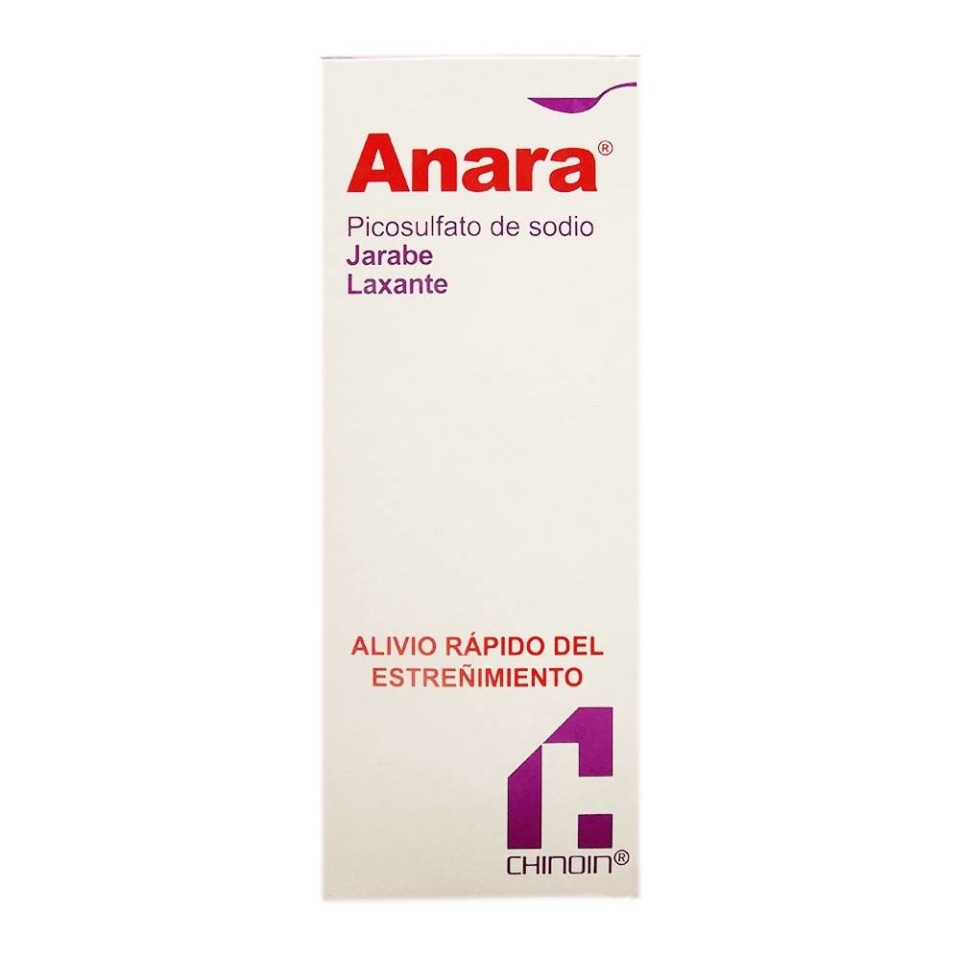 Anara®
Picosulfato de sodio
Jarabe
Laxante
ALIVIO RÁPIDO DEL
ESTREÑIMIENTO
CHINOIN®